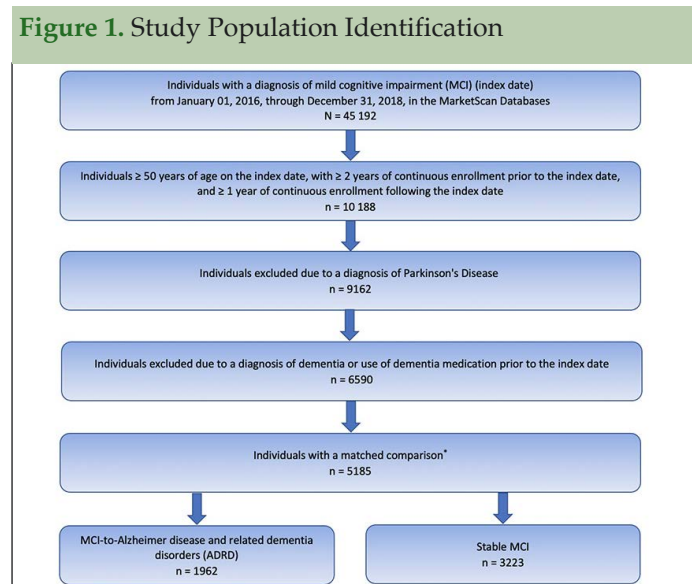 Figure 1. Study Population Identification
Individuals with a diagnosis of mild cognitive impairment (MCI) (index date)
from January 01, 2016, through December 31, 2018, in the MarketScan Databases
N = 45 192
Individuals ≥ 50 years of age on the index date, with ≥ 2 years of continuous enrollment prior to the index date,
and ≥ 1 year of continuous enrollment following the index date
n = 10 188
Individuals excluded due to a diagnosis of Parkinson's Disease
n = 9162
Individuals excluded due to a diagnosis of dementia or use of dementia medication prior to the index date
n = 6590
Individuals with a matched comparison*
n = 5185
MCI-to-Alzheimer disease and related dementia
disorders (ADRD)
n = 1962
Stable MCI
n = 3223